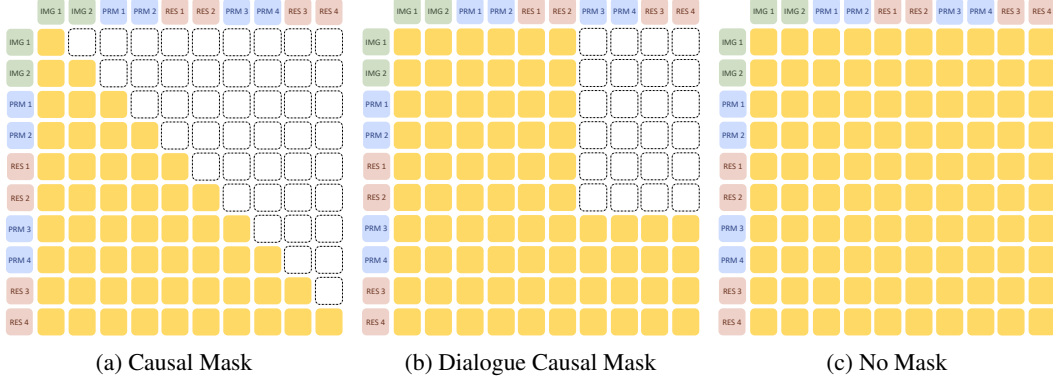 IMG 1 IMG 2 PRM 1 PRM 2 RES 1 RES 2 PRM 3 PRM 4 RES 3 RES 4
IMG 1
IMG 2
PRM 1
PRM 2
RES 1
RES 2
PRM 3
PRM 4
RES 3
RES 4
(a) Causal Mask
IMG 1 IMG 2 PRM 1 PRM 2 RES 1 RES 2 PRM 3 PRM 4 RES 3 RES 4
IMG 1
IMG 2
PRM 1
PRM 2
RES 1
RES 2
PRM 3
PRM 4
RES 3
RES 4
(b) Dialogue Causal Mask
IMG 1 IMG 2 PRM 1 PRM 2 RES 1 RES 2 PRM 3 PRM 4 RES 3 RES 4
IMG 1
IMG 2
PRM 1
PRM 2
RES 1
RES 2
PRM 3
PRM 4
RES 3
RES 4
(c) No Mask